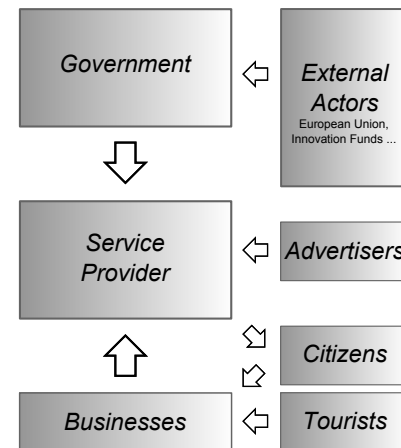 Government
External
Actors
European Union,
Innovation Funds ...
Service
Provider
Advertisers
Citizens
Businesses
Tourists